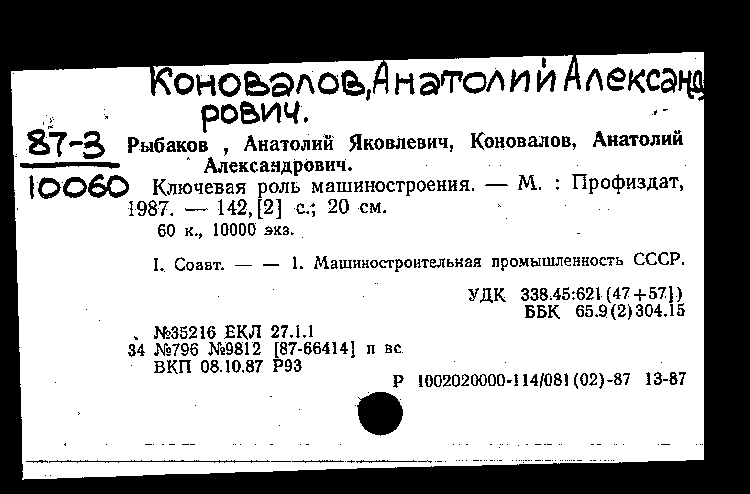 Коновалов, Анатолий Александ
рович.
87-3
10060
Рыбаков , Анатолий Яковлевич, Коновалов, Анатолий
Александрович.
Ключевая роль машиностроения. — М. : Профиздат,
1987. — 142, [2] с.; 20 см.
60 к., 10000 экз.
I. Соавт. — — 1. Машиностроительная промышленность СССР.
УДК 338.45:621 (47+57])
ББК 65.9(2)304.15
№35216 ЕКЛ 27.1.1
34 №796 №9812 [87-66414] п вс
ВКП 08.10.87 Р93
Р 1002020000-114/081 (02)-87 13-87